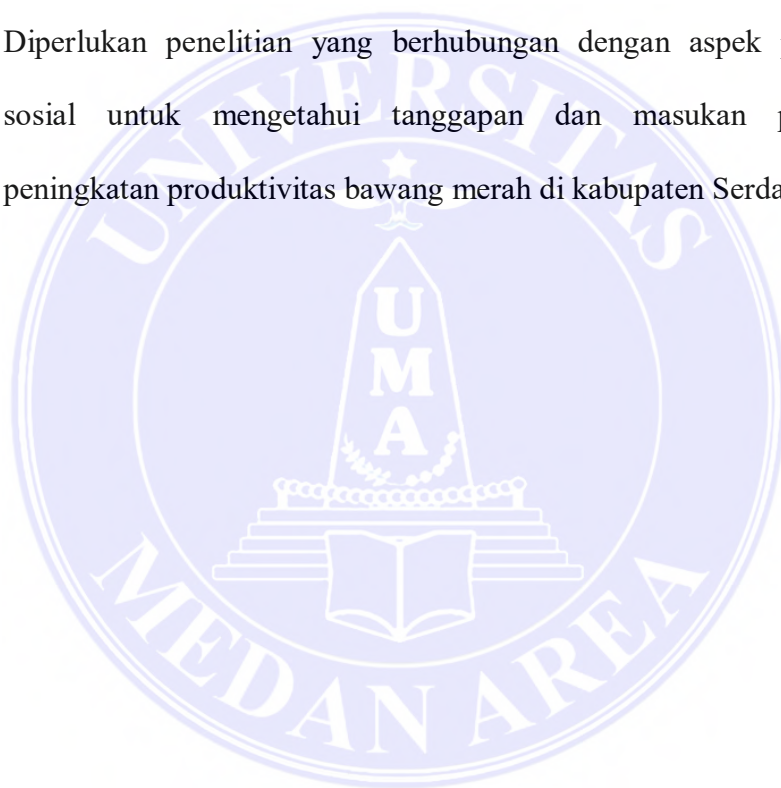 Diperlukan penelitian yang berhubungan dengan aspek
sosial untuk mengetahui tanggapan dan masukan
peningkatan produktivitas bawang merah di kabupaten
UNIVERSITAS
UMA
MEDAN AREA